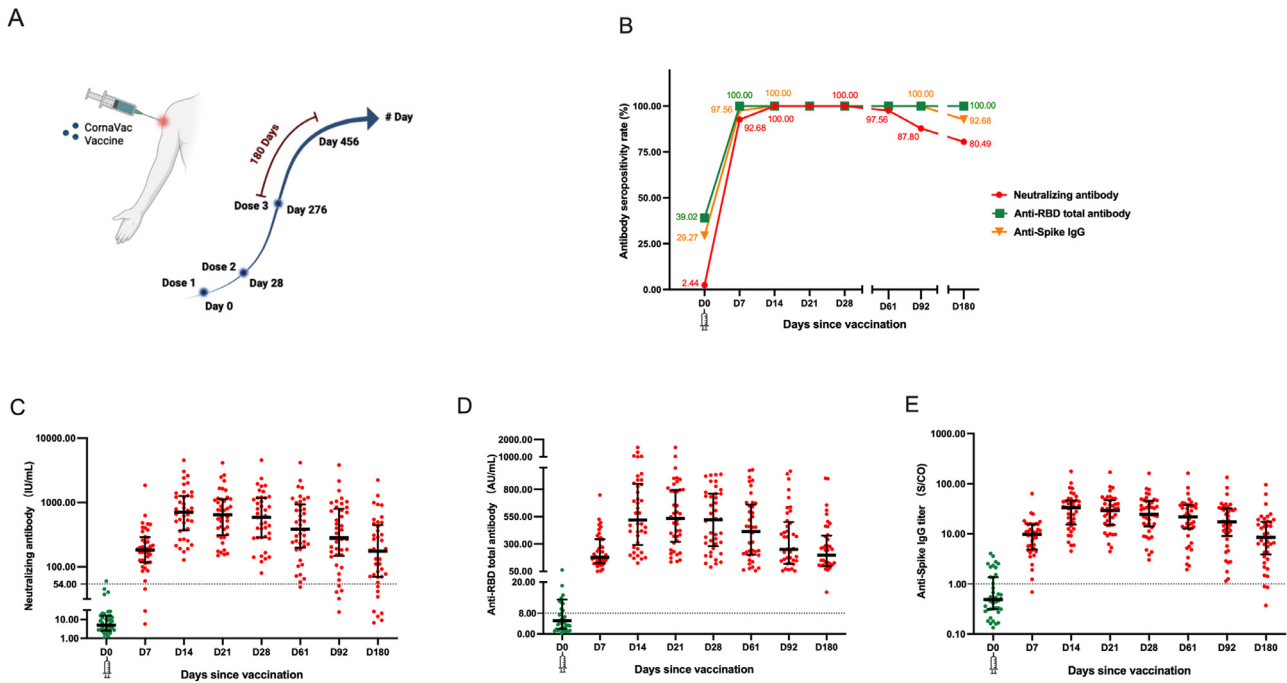 A
CornaVac
Vaccine
180 Days
# Day
Day 456
Dose 3
Day 276
Dose 2
Day 28
Dose 1
Day 0
B
Antibody seropositivity rate (%)
100.00
75.00
50.00
25.00
0.00
39.02
29.27
2.44
100.00
97.56
92.68
100.00
100.00
100.00
97.56
100.00
87.80
100.00
92.68
80.49
D0 D7 D14 D21 D28 D61 D92 D180
Days since vaccination
Neutralizing antibody
Anti-RBD total antibody
Anti-Spike IgG
C
Neutralizing antibody (IU/mL)
10000.00
1000.00
100.00
54.00
10.00
1.00
D0 D7 D14 D21 D28 D61 D92 D180
Days since vaccination
D
Anti-RBD total antibody (AU/mL)
2000.00
1000.00
800.00
550.00
300.00
50.00
20.00
8.00
0.00
D0 D7 D14 D21 D28 D61 D92 D180
Days since vaccination
E
Anti-Spike IgG titer (S/CO)
1000.00
100.00
10.00
1.00
0.10
D0 D7 D14 D21 D28 D61 D92 D180
Days since vaccination